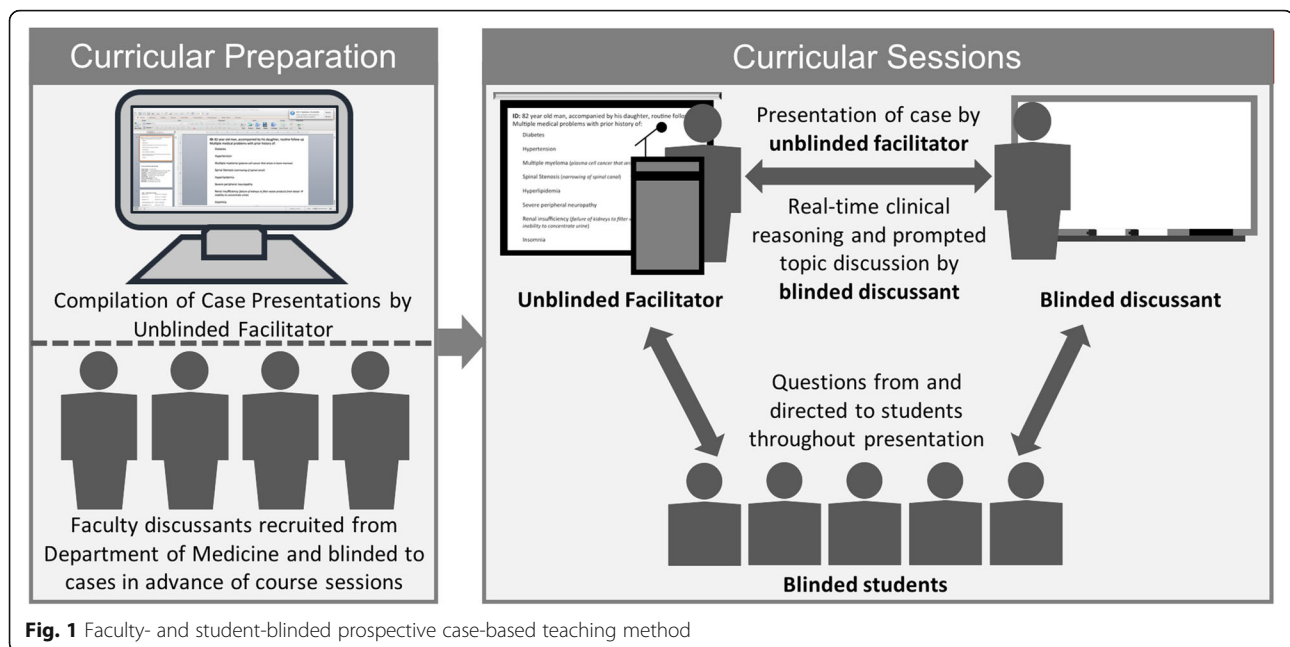 Curricular Preparation
Compilation of Case Presentations by
Unblinded Facilitator
Faculty discussants recruited from
Department of Medicine and blinded to
cases in advance of course sessions
Curricular Sessions
ID: 82 year old man, accompanied by his daughter, routine follow
Multiple medical problems with prior history of:
Diabetes
Hypertension
Multiple myeloma (plasma cell cancer that
Spinal Stenosis (narrowing of spinal canal)
Hyperlipidemia
Severe peripheral neuropathy
Renal insufficiency (failure of kidneys to filter
inability to concentrate urine)
Insomnia
Unblinded Facilitator
Presentation of case by
unblinded facilitator
Real-time clinical
reasoning and prompted
topic discussion by
blinded discussant
Blinded discussant
Questions from and
directed to students
throughout presentation
Blinded students
Fig. 1 Faculty- and student-blinded prospective case-based teaching method